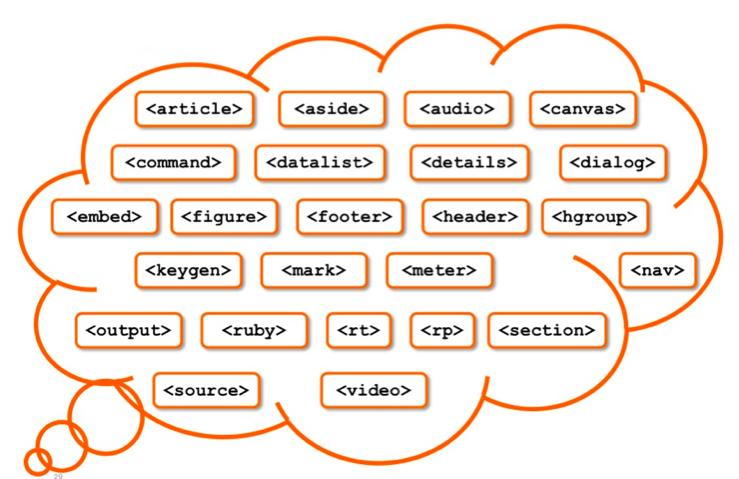 <article> <aside> <audio> <canvas>
<command> <datalist> <details> <dialog>
<embed> <figure> <footer> <header> <hgroup>
<keygen> <mark> <meter> <nav>
<output> <ruby> <rt> <rp> <section>
<source> <video>
29